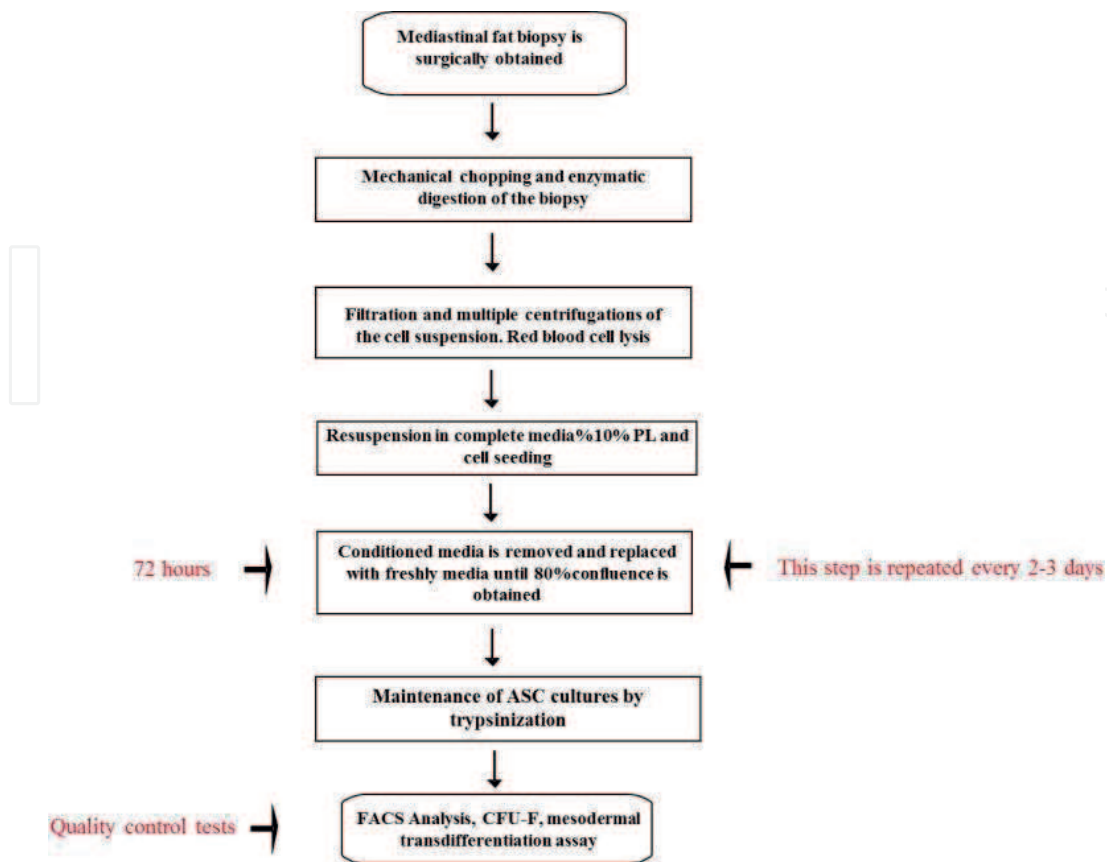 Mediastinal fat biopsy is
surgically obtained
Mechanical chopping and enzymatic
digestion of the biopsy
Filtration and multiple centrifugations of
the cell suspension. Red blood cell lysis
Resuspension in complete media%10% PL and
cell seeding
72 hours
Conditioned media is removed and replaced
with freshly media until 80% confluence is
obtained
This step is repeated every 2-3 days
Maintenance of ASC cultures by
trypsinization
Quality control tests
FACS Analysis, CFU-F, mesodermal
transdifferentiation assay